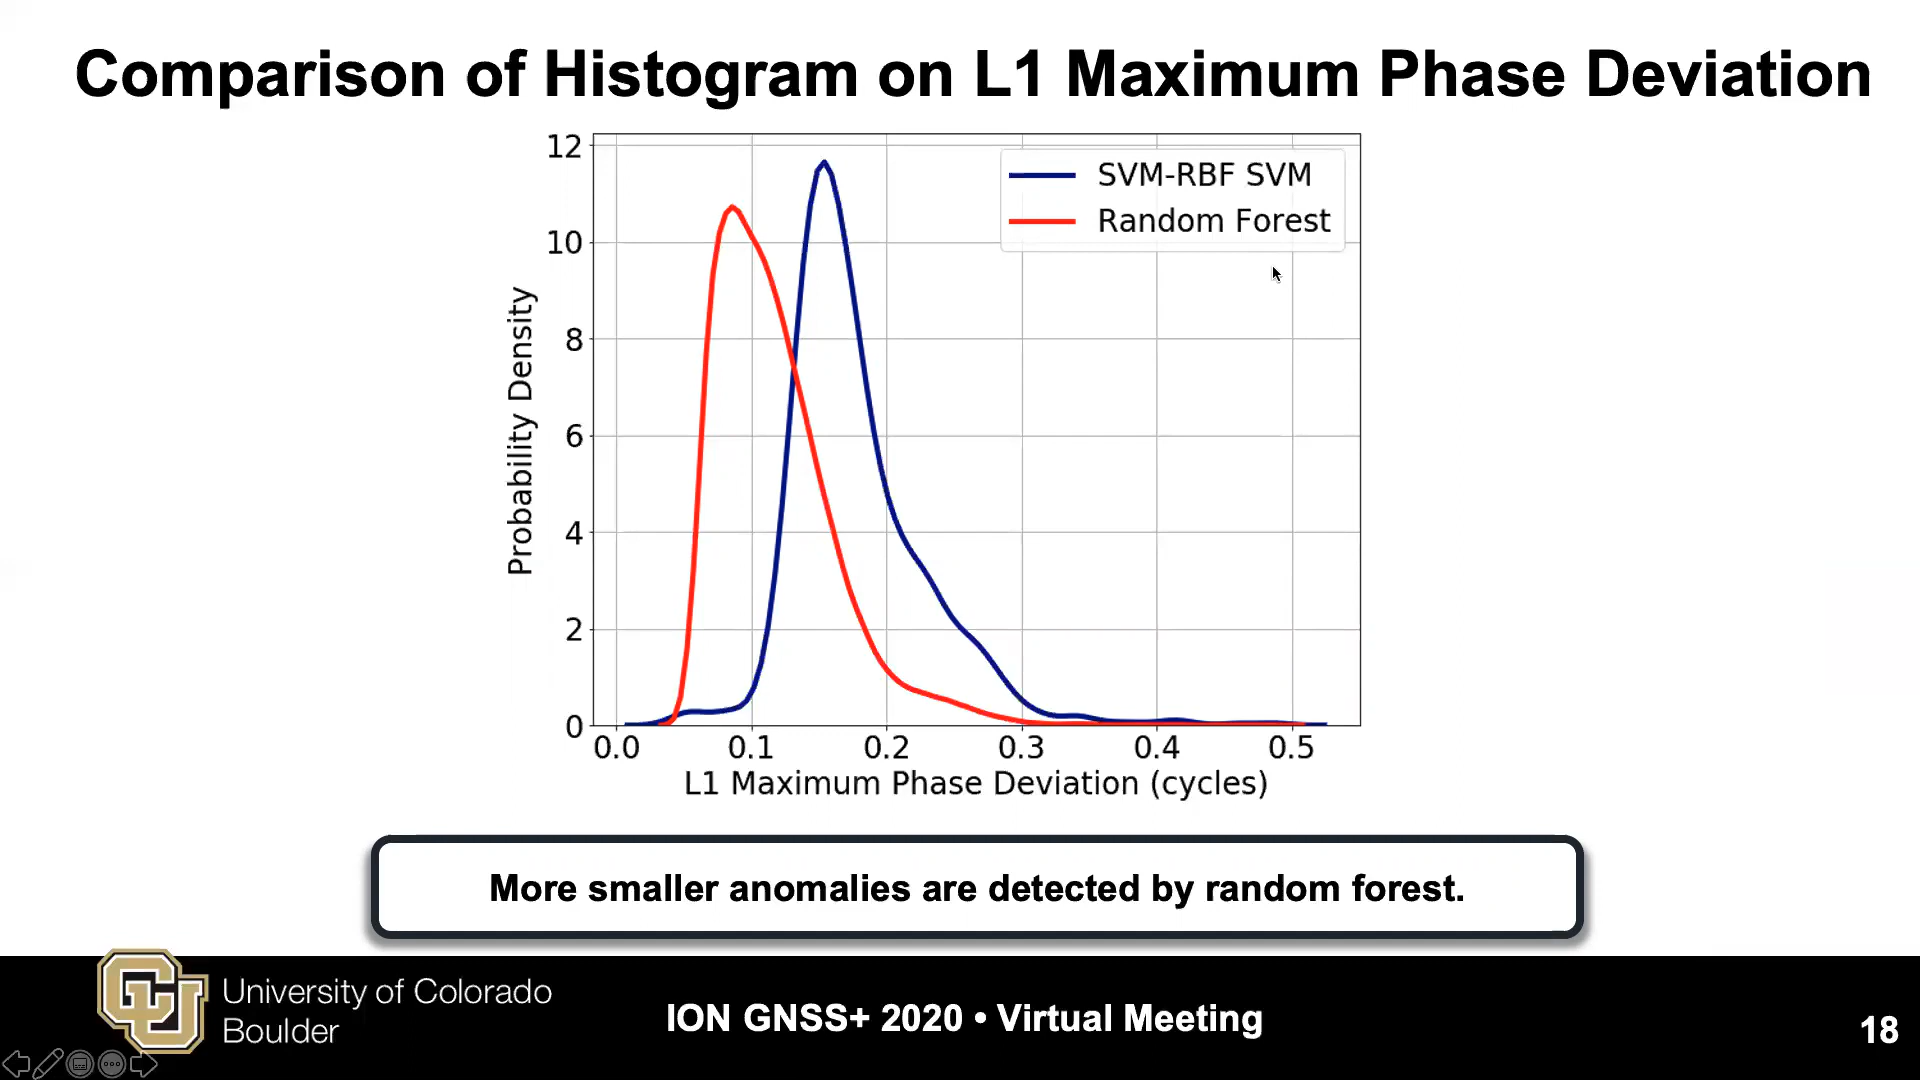 Comparison of Histogram on L1 Maximum Phase Deviation
12
10
8
6
4
2
0
Probability Density
SVM-RBF SVM
Random Forest
0.0 0.1 0.2 0.3 0.4 0.5
L1 Maximum Phase Deviation (cycles)
More smaller anomalies are detected by random forest.
CU
University of Colorado
Boulder
ION GNSS+ 2020 • Virtual Meeting
18